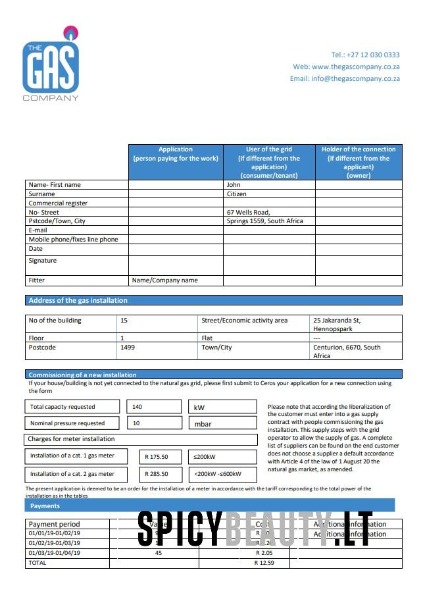 THE
GAS
COMPANY
Tel.: +27 12 030 0333
Web: www.thegascompany.co.za
Email: info@thegascompany.co.za
Application (person paying for the work)
User of the grid (if different from the application) (consumer/tenant)
Holder of the connection (if different from the applicant) (owner)
Name- First name John
Surname Citizen
Commercial register
No- Street 67 Wells Road,
Pstcode/Town, City Springs 1559, South Africa
E-mail
Mobile phone/fixes line phone
Date
Signature
Fitter Name/Company name
Address of the gas installation
No of the building 15 Street/Economic activity area 25 Jakaranda St, Hennopspark
Floor 1 Flat ---
Postcode 1499 Town/City Centurion, 6670, South Africa
Commissioning of a new installation
If your house/building is not yet connected to the natural gas grid, please first submit to Ceros your application for a new connection using
the form
Total capacity requested 140 kW
Nominal pressure requested 10 mbar
Charges for meter installation
Installation of a cat. 1 gas meter R 175.50 ≤200kW
Installation of a cat. 2 gas meter R 285.50 <200kW -≤600kW
Please note that according the liberalization of
the customer must enter into a gas supply
contract with people commissioning the gas
installation. This supply steps with the grid
operator to allow the supply of gas. A complete
list of suppliers can be found on the end customer
does not choose a supplier a default accordance
with Article 4 of the law of 1 August 20 the
natural gas market, as amended.
The present application is deemed to be an order for the installation of a meter in accordance with the tariff corresponding to the total power of the
installation as in the tables
Payments
Payment period Additional information
01/01/19-01/02/19 Additional information
01/02/19-01/03/19
01/03/19-01/04/19 45 R 2.05
TOTAL R 12.59
SPICYBEAUTY.LT